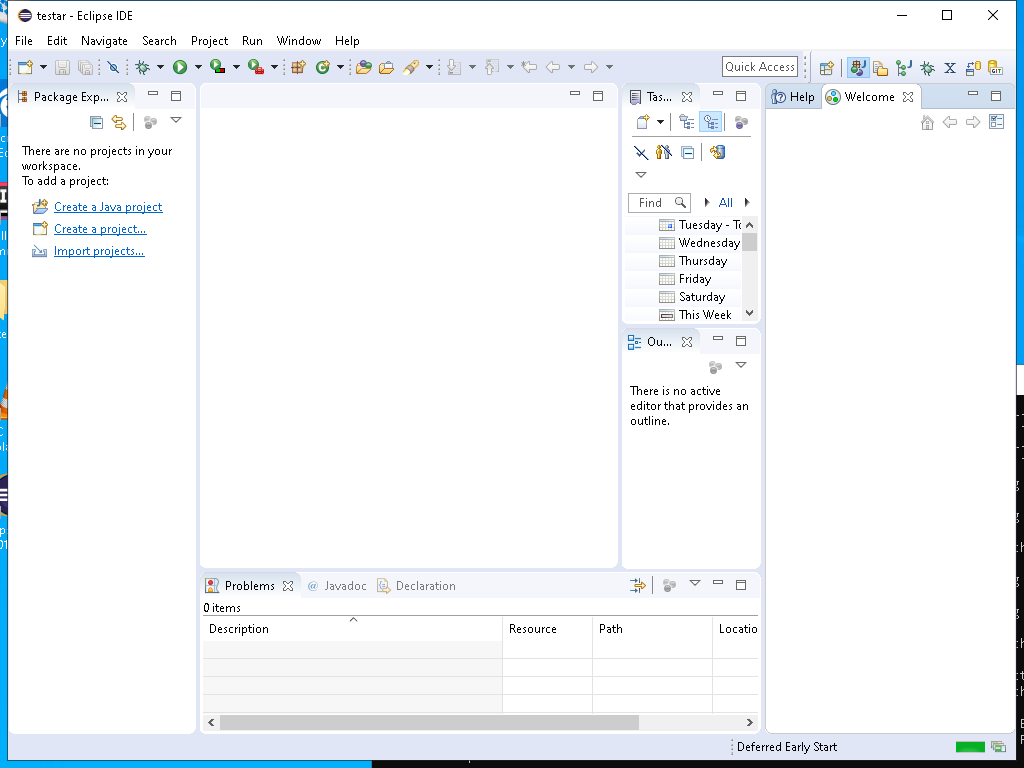 testar - Eclipse IDE
File Edit Navigate Search Project Run Window Help
Quick Access
Package Exp...
Tas...
Help
Welcome
There are no projects in your
workspace.
To add a project:
Create a Java project
Create a project...
Import projects...
Find
All
Tuesday - To
Wednesday
Thursday
Friday
Saturday
This Week
Ou...
There is no active
editor that provides an
outline.
Problems
@ Javadoc
Declaration
0 items
Description Resource Path Locatio
Deferred Early Start